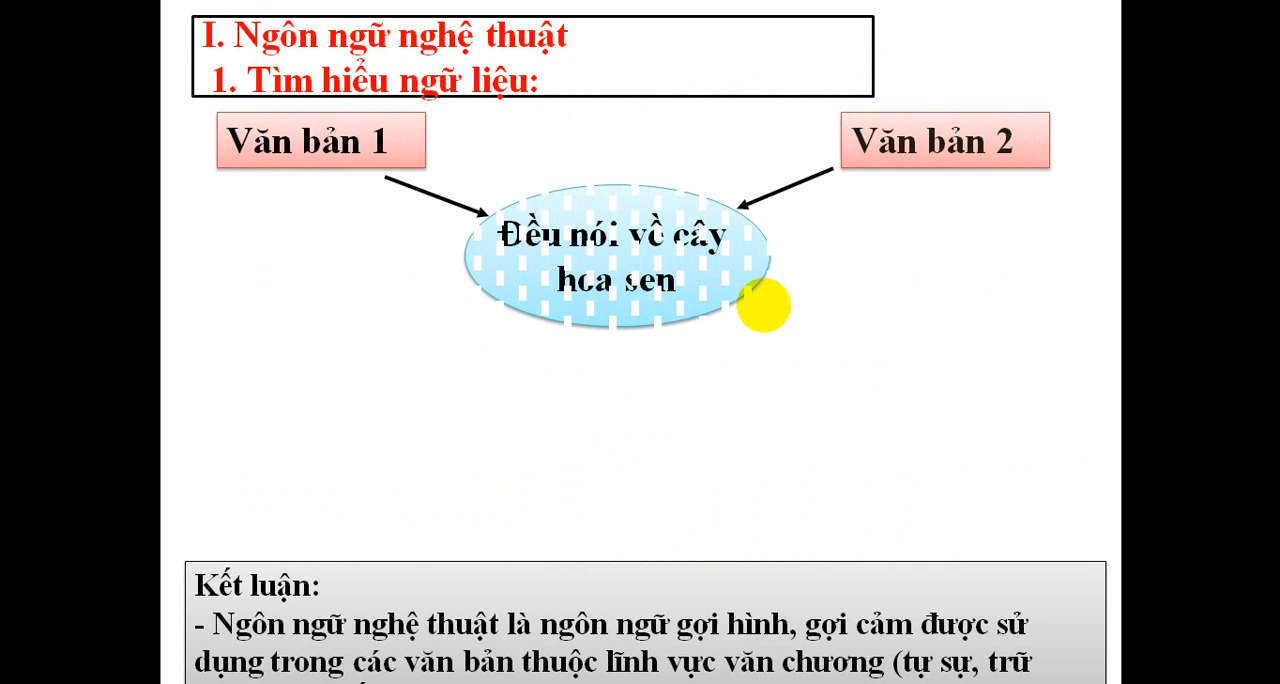 I. Ngôn ngữ nghệ thuật
1. Tìm hiểu ngữ liệu:
Văn bản 1
Văn bản 2
Đều nói về cây
hoa sen
Kết luận:
- Ngôn ngữ nghệ thuật là ngôn ngữ gợi hình, gợi cảm được sử
dụng trong các văn bản thuộc lĩnh vực văn chương (tự sự, trữ